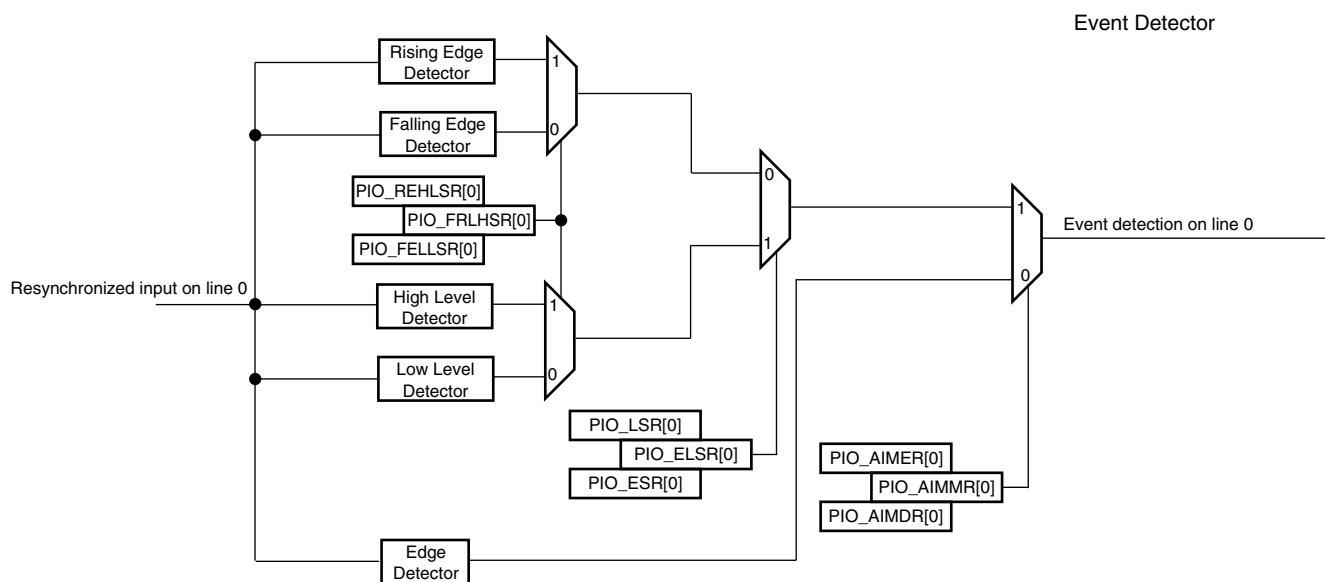 Event Detector
Rising Edge
Detector
1
Falling Edge
Detector
0
PIO_REHLSR[0]
PIO_FRLHSR[0]
PIO_FELLSR[0]
0
1
1
0
Event detection on line 0
Resynchronized input on line 0
High Level
Detector
1
Low Level
Detector
0
PIO_LSR[0]
PIO_ELSR[0]
PIO_ESR[0]
PIO_AIMER[0]
PIO_AIMMR[0]
PIO_AIMDR[0]
Edge
Detector